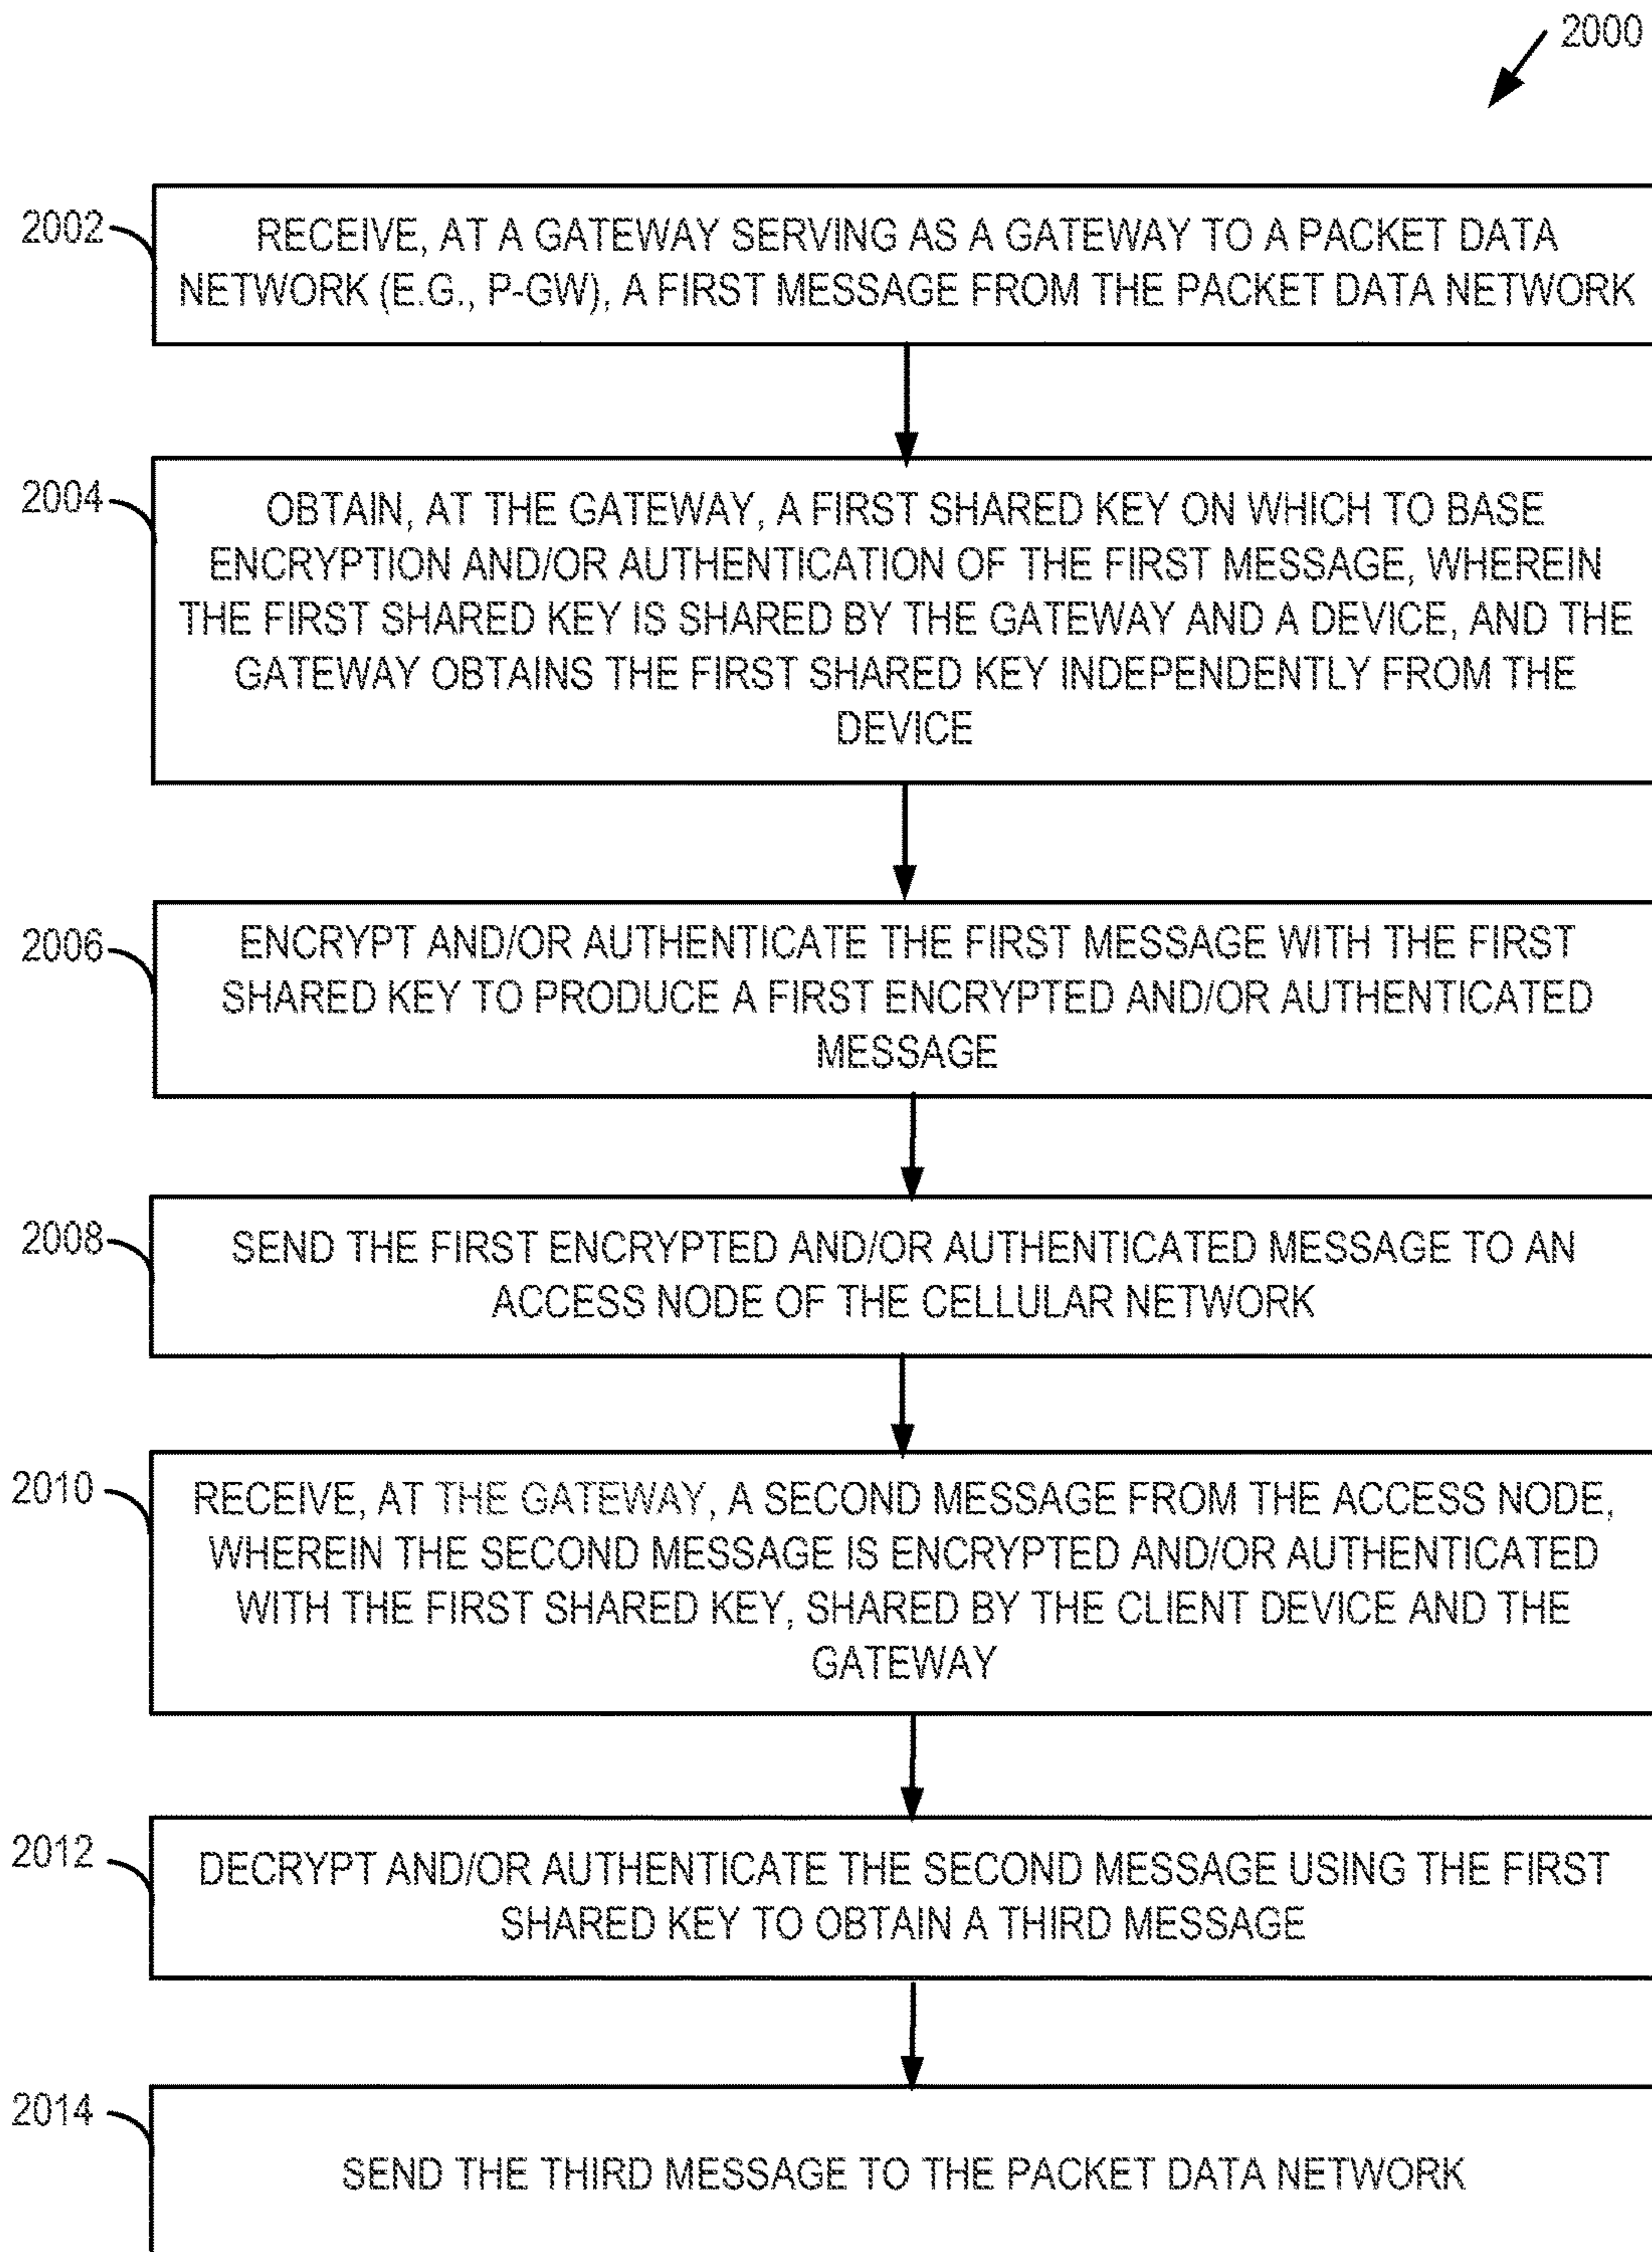 2000
2002
RECEIVE, AT A GATEWAY SERVING AS A GATEWAY TO A PACKET DATA
NETWORK (E.G., P-GW), A FIRST MESSAGE FROM THE PACKET DATA NETWORK
2004
OBTAIN, AT THE GATEWAY, A FIRST SHARED KEY ON WHICH TO BASE
ENCRYPTION AND/OR AUTHENTICATION OF THE FIRST MESSAGE, WHEREIN
THE FIRST SHARED KEY IS SHARED BY THE GATEWAY AND A DEVICE, AND THE
GATEWAY OBTAINS THE FIRST SHARED KEY INDEPENDENTLY FROM THE
DEVICE
2006
ENCRYPT AND/OR AUTHENTICATE THE FIRST MESSAGE WITH THE FIRST
SHARED KEY TO PRODUCE A FIRST ENCRYPTED AND/OR AUTHENTICATED
MESSAGE
2008
SEND THE FIRST ENCRYPTED AND/OR AUTHENTICATED MESSAGE TO AN
ACCESS NODE OF THE CELLULAR NETWORK
2010
RECEIVE, AT THE GATEWAY, A SECOND MESSAGE FROM THE ACCESS NODE,
WHEREIN THE SECOND MESSAGE IS ENCRYPTED AND/OR AUTHENTICATED
WITH THE FIRST SHARED KEY, SHARED BY THE CLIENT DEVICE AND THE
GATEWAY
2012
DECRYPT AND/OR AUTHENTICATE THE SECOND MESSAGE USING THE FIRST
SHARED KEY TO OBTAIN A THIRD MESSAGE
2014
SEND THE THIRD MESSAGE TO THE PACKET DATA NETWORK